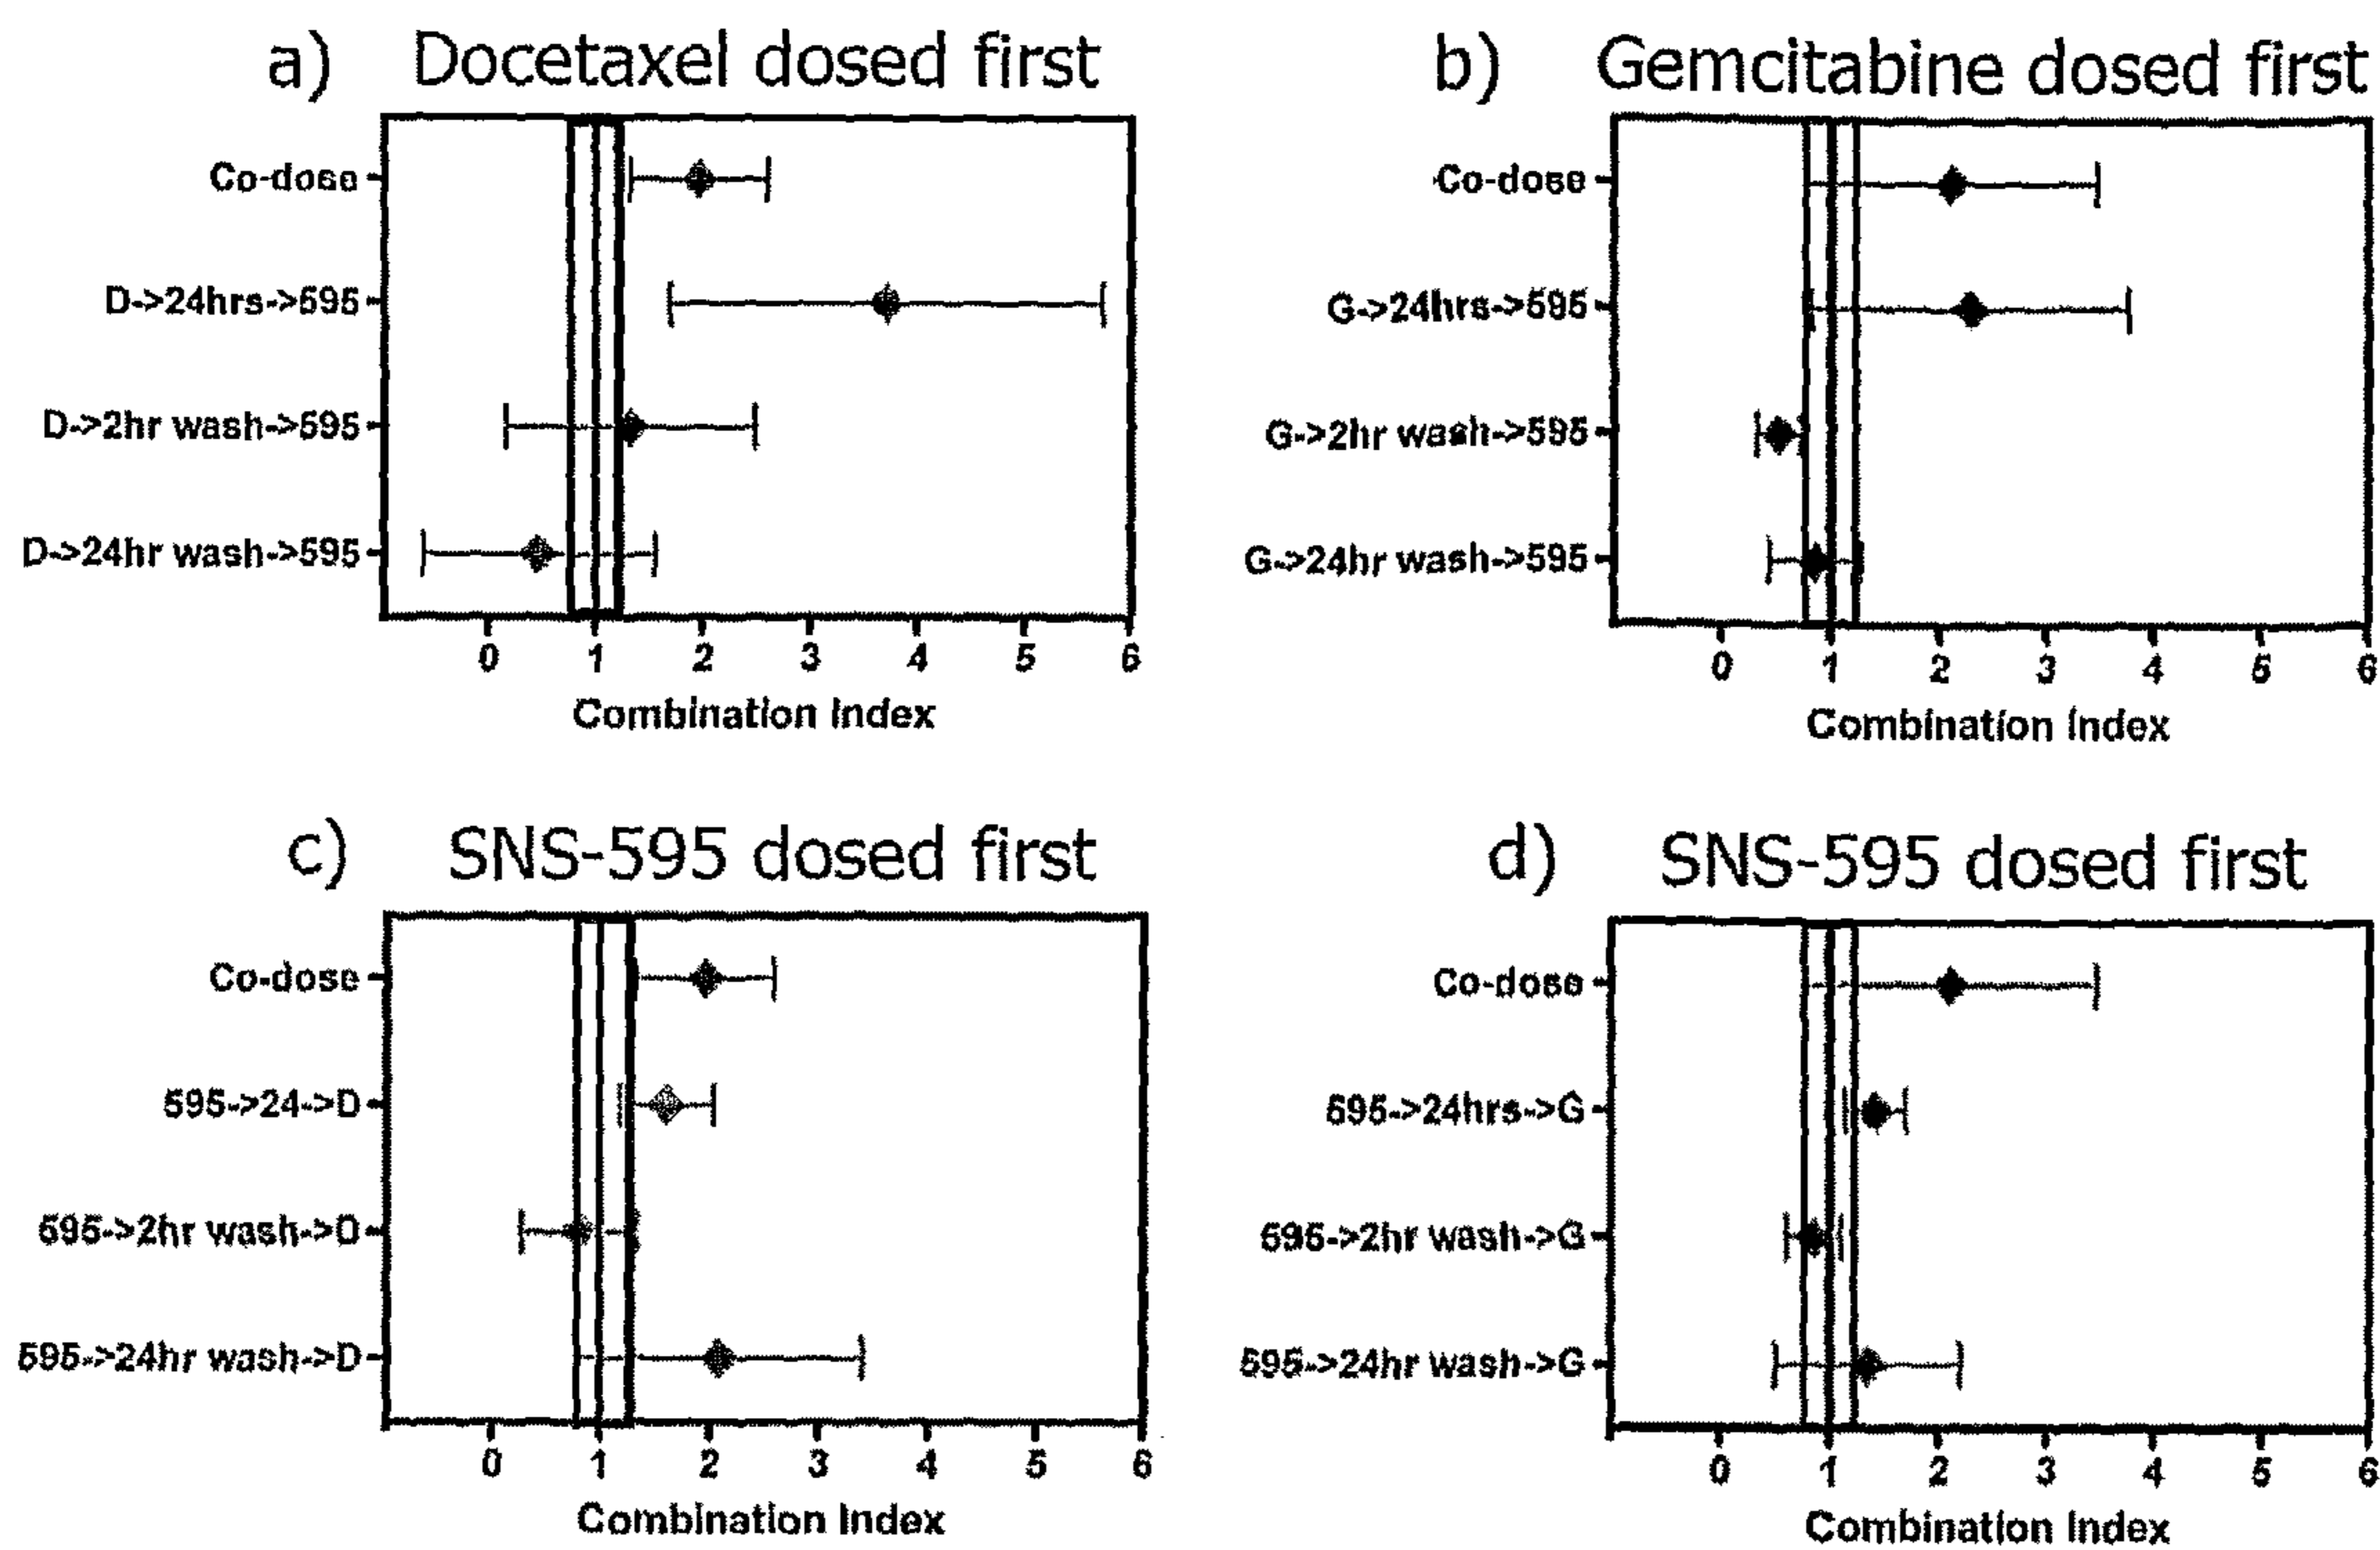 a) Docetaxel dosed first
Co-dose
D->24hrs->595
D->2hr wash->595
D->24hr wash->595
0 1 2 3 4 5 6
Combination Index
b) Gemcitabine dosed first
Co-dose
G->24hrs->595
G->2hr wash->595
G->24hr wash->595
0 1 2 3 4 5 6
Combination Index
c) SNS-595 dosed first
Co-dose
595->24->D
595->2hr wash->D
595->24hr wash->D
0 1 2 3 4 5 6
Combination Index
d) SNS-595 dosed first
Co-dose
595->24hrs->G
595->2hr wash->G
595->24hr wash->G
0 1 2 3 4 5 6
Combination Index